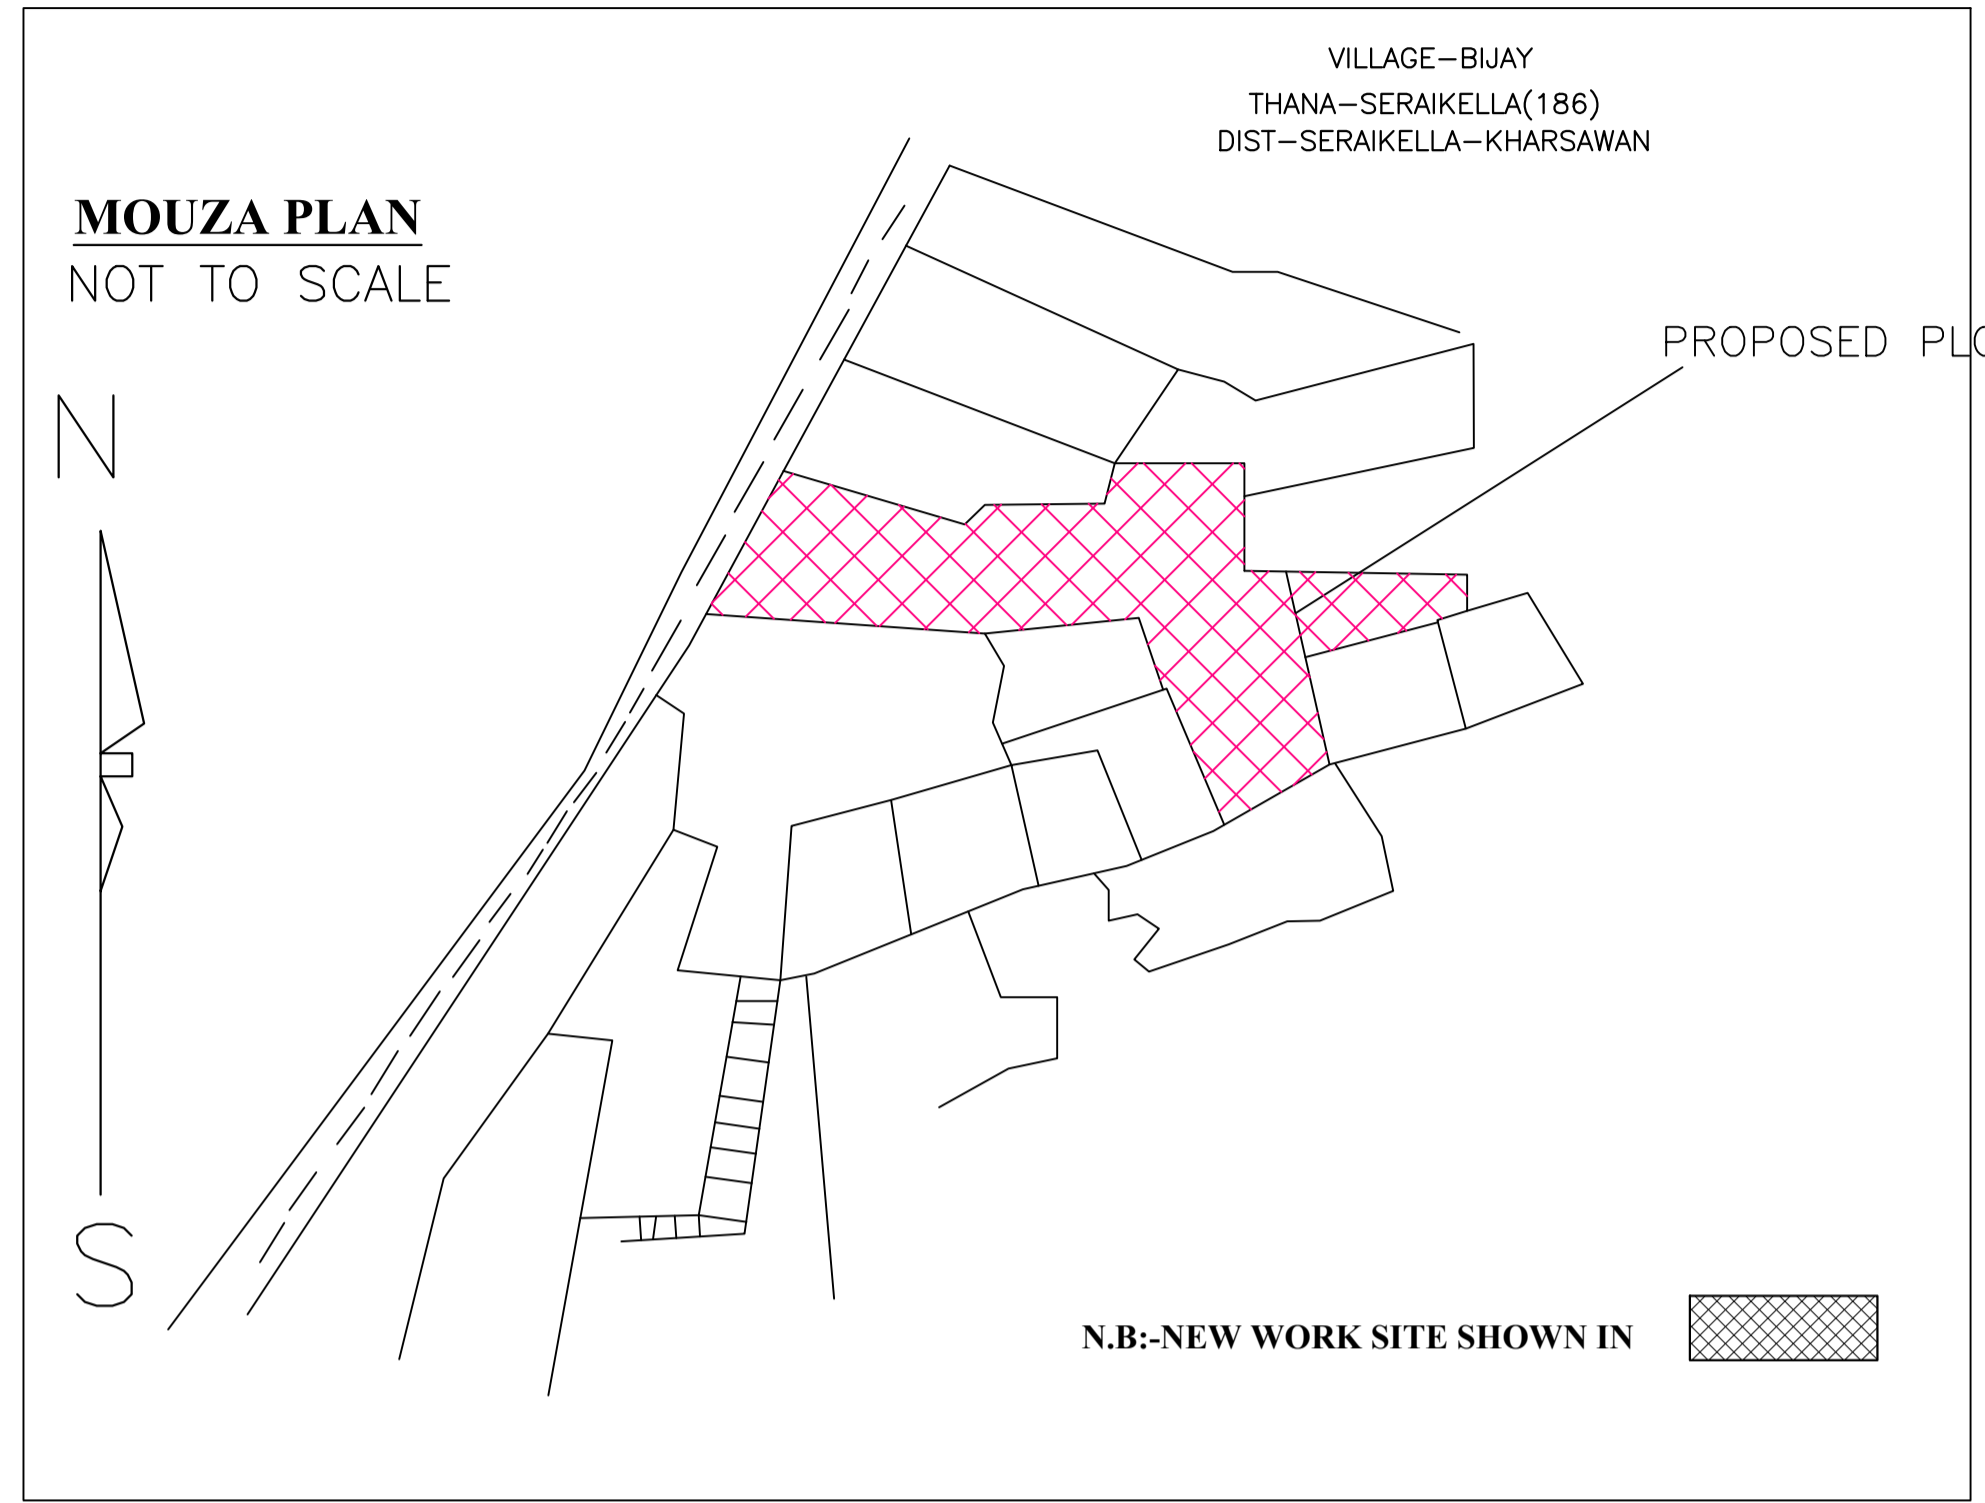 VILLAGE-BIJAY
THANA-SERAIKELLA(186)
DIST-SERAIKELLA-KHARSAWAN
MOUZA PLAN
NOT TO SCALE
PROPOSED
N
S
N.B:-NEW WORK SITE SHOWN IN